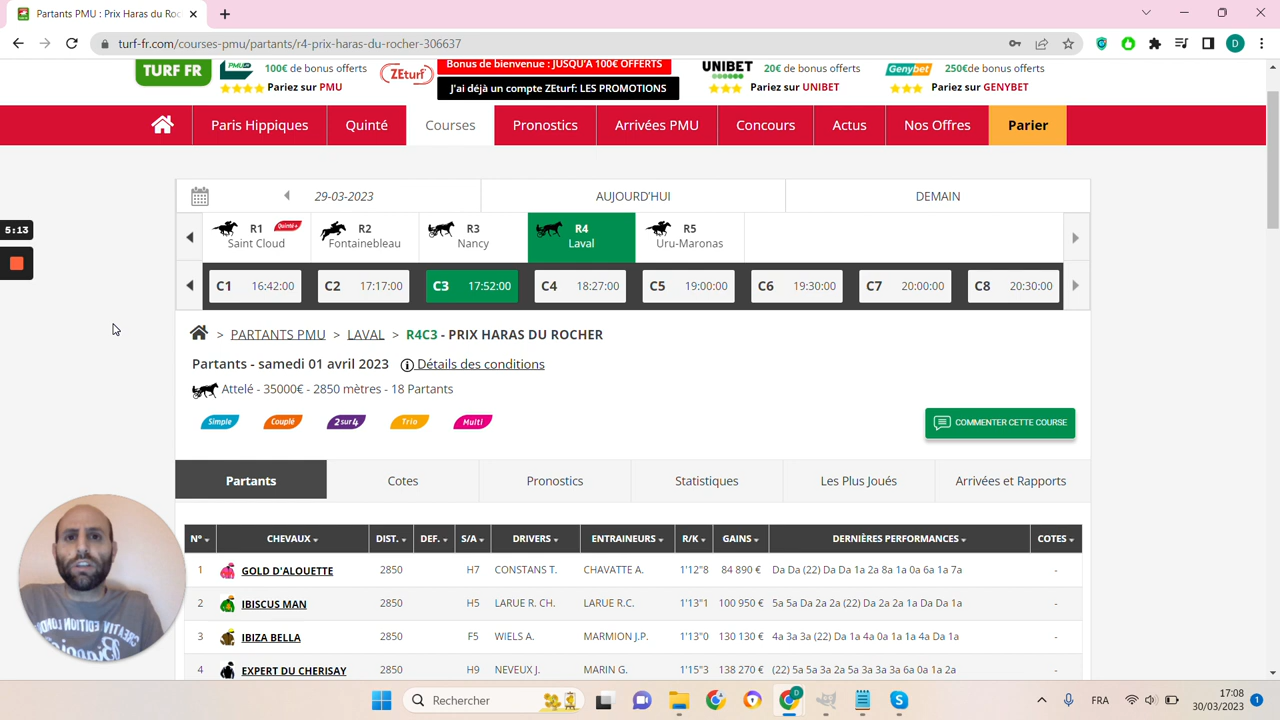 Partants PMU : Prix Haras du Roc
turf-fr.com/courses-pmu/partants/r4-prix-haras-du-rocher-306637
D
TURF FR
PMU
100€ de bonus offerts
Pariez sur PMU
ZEturf
Bonus de bienvenue : JUSQU'A 100€ OFFERTS
J'ai déjà un compte ZEturf: LES PROMOTIONS
UNIBET
20€ de bonus offerts
Pariez sur UNIBET
Genybet
250€de bonus offerts
Pariez sur GENYBET
Paris Hippiques Quinté Courses Pronostics Arrivées PMU Concours Actus Nos Offres Parier
29-03-2023 AUJOURD'HUI DEMAIN
5:13
R1 Quinté+ R2 R3 R4 R5
Saint Cloud Fontainebleau Nancy Laval Uru-Maronas
C1 16:42:00 C2 17:17:00 C3 17:52:00 C4 18:27:00 C5 19:00:00 C6 19:30:00 C7 20:00:00 C8 20:30:00
> PARTANTS PMU > LAVAL > R4C3 - PRIX HARAS DU ROCHER
Partants - samedi 01 avril 2023 Détails des conditions
Attelé - 35000€ - 2850 mètres - 18 Partants
Simple Couplé 2sur4 Trio Multi
COMMENTER CETTE COURSE
Partants Cotes Pronostics Statistiques Les Plus Joués Arrivées et Rapports
N° CHEVAUX DIST. DEF. S/A DRIVERS ENTRAINEURS R/K GAINS DERNIÈRES PERFORMANCES COTES
1 GOLD D'ALOUETTE 2850 H7 CONSTANS T. CHAVATTE A. 1'12"8 84 890 € Da Da (22) Da Da 1a 2a 8a 1a 0a 6a 1a 7a -
2 IBISCUS MAN 2850 H5 LARUE R. CH. LARUE R.C. 1'13"1 100 950 € 5a 5a Da 2a 2a (22) Da 2a 2a 1a Da Da 1a -
3 IBIZA BELLA 2850 F5 WIELS A. MARMION J.P. 1'13"0 130 130 € 4a 3a 3a (22) Da 1a 4a 0a 1a 1a 4a Da 1a -
4 EXPERT DU CHERISAY 2850 H9 NEVEUX J. MARIN G. 1'15"3 138 270 € (22) 5a 5a 3a 2a 5a 3a 3a 3a 6a 0a 1a 2a -
CREATIV EDITION LONDON
Rechercher
FRA
17:08
30/03/2023
1